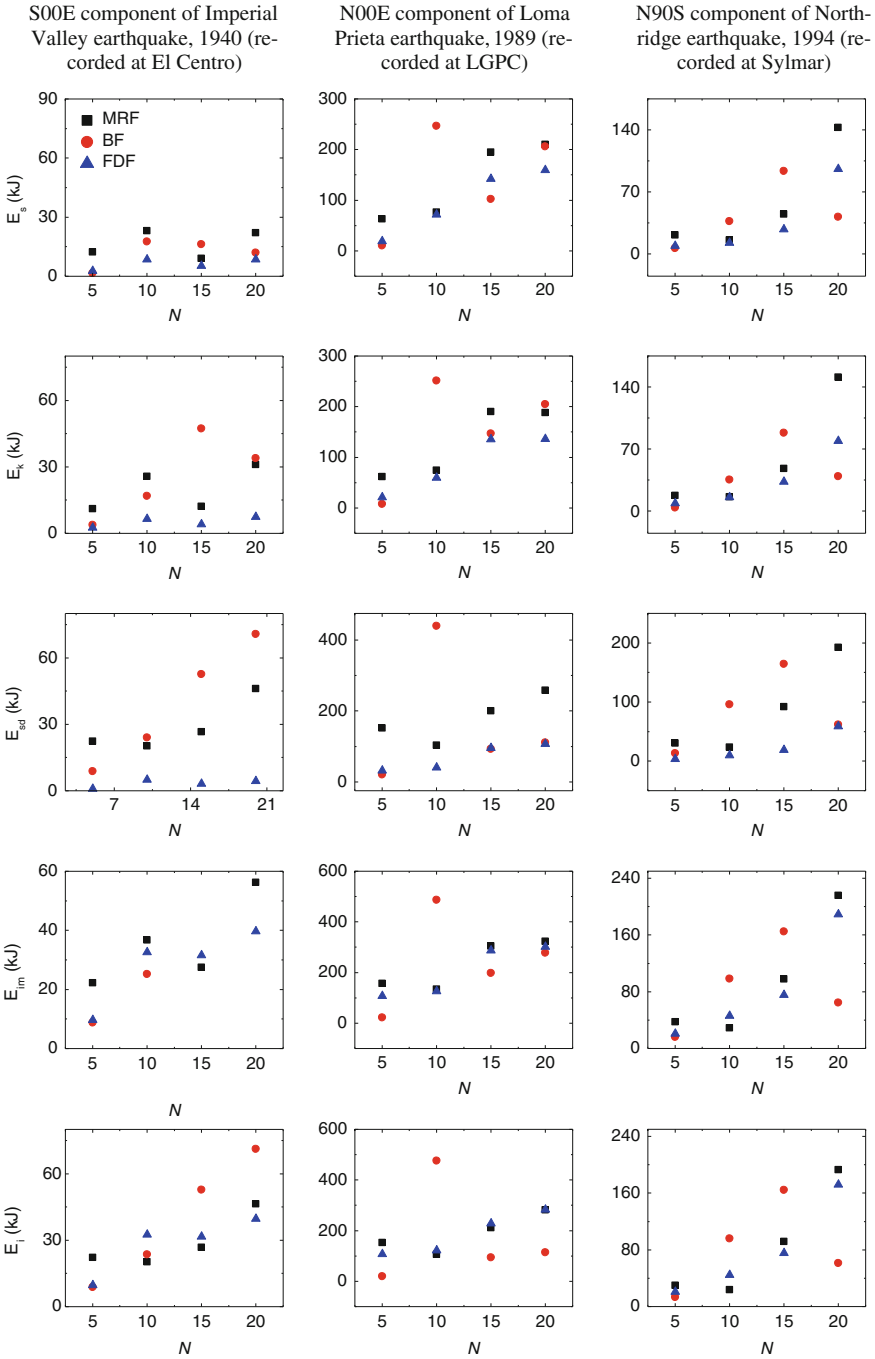 S00E component of Imperial
Valley earthquake, 1940 (re-
corded at El Centro)
N00E component of Loma
Prieta earthquake, 1989 (re-
corded at LGPC)
N90S component of North-
ridge earthquake, 1994 (re-
corded at Sylmar)
90
60
30
0
E_s (kJ)
MRF
BF
FDF
5 10 15 20
N
300
200
100
0
5 10 15 20
N
140
70
0
5 10 15 20
N
60
30
0
E_k (kJ)
5 10 15 20
N
300
200
100
0
5 10 15 20
N
140
70
0
5 10 15 20
N
60
30
0
E_sd (kJ)
7 14 21
N
400
200
0
5 10 15 20
N
200
100
0
5 10 15 20
N
60
40
20
0
E_im (kJ)
5 10 15 20
N
600
400
200
0
5 10 15 20
N
240
160
80
0
5 10 15 20
N
60
30
0
E_i (kJ)
5 10 15 20
N
600
400
200
0
5 10 15 20
N
240
160
80
0
5 10 15 20
N